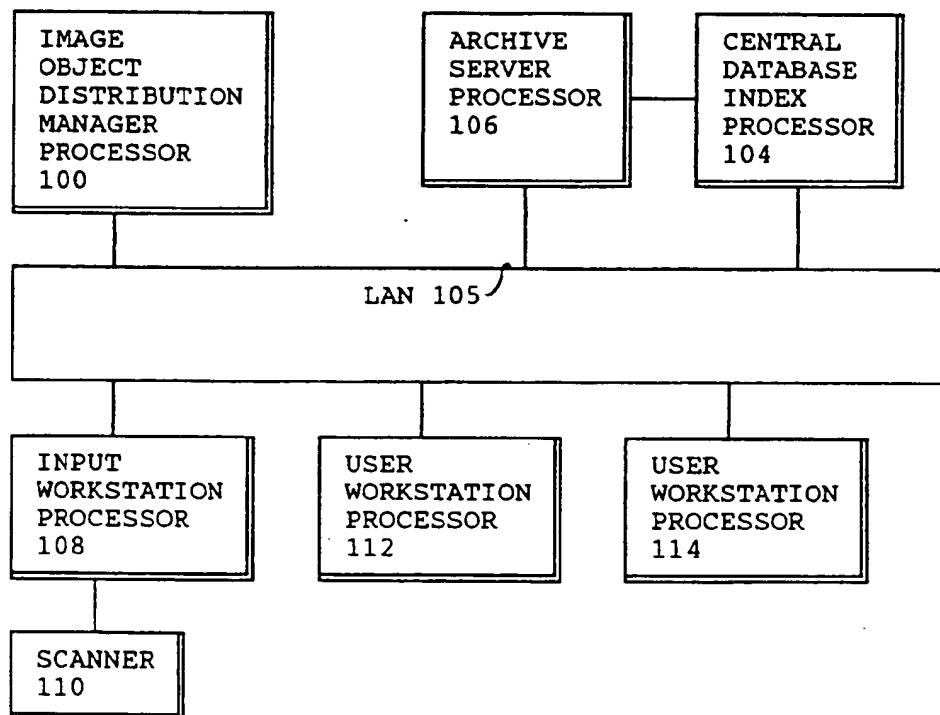 IMAGE
OBJECT
DISTRIBUTION
MANAGER
PROCESSOR
100
ARCHIVE
SERVER
PROCESSOR
106
CENTRAL
DATABASE
INDEX
PROCESSOR
104
LAN 105
INPUT
WORKSTATION
PROCESSOR
108
USER
WORKSTATION
PROCESSOR
112
USER
WORKSTATION
PROCESSOR
114
SCANNER
110